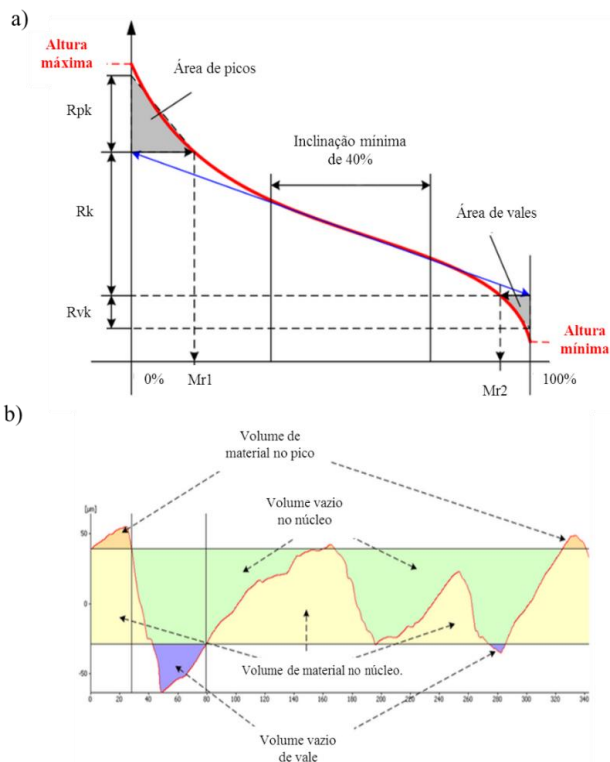 a)
Altura
máxima
Área de picos
Rpk
Inclinação mínima
de 40%
Área de vales
Rk
Rvk
Altura
mínima
0%
Mr1
Mr2
100%
b)
Volume de
material no pico
Volume vazio
no núcleo
[µm]
50
0
-50
Volume de material no núcleo.
0 20 40 60 80 100 120 140 160 180 200 220 240 260 280 300 320 340
Volume vazio
de vale